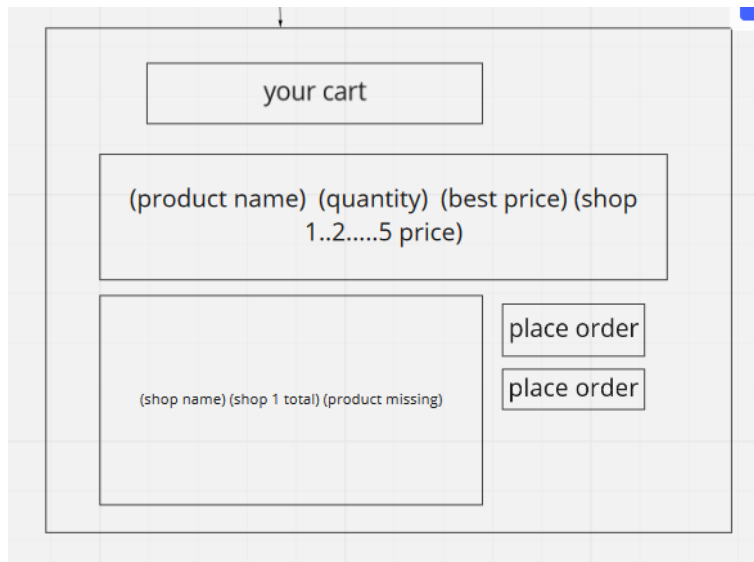 your cart
(product name) (quantity) (best price) (shop
1..2.....5 price)
(shop name) (shop 1 total) (product missing)
place order
place order